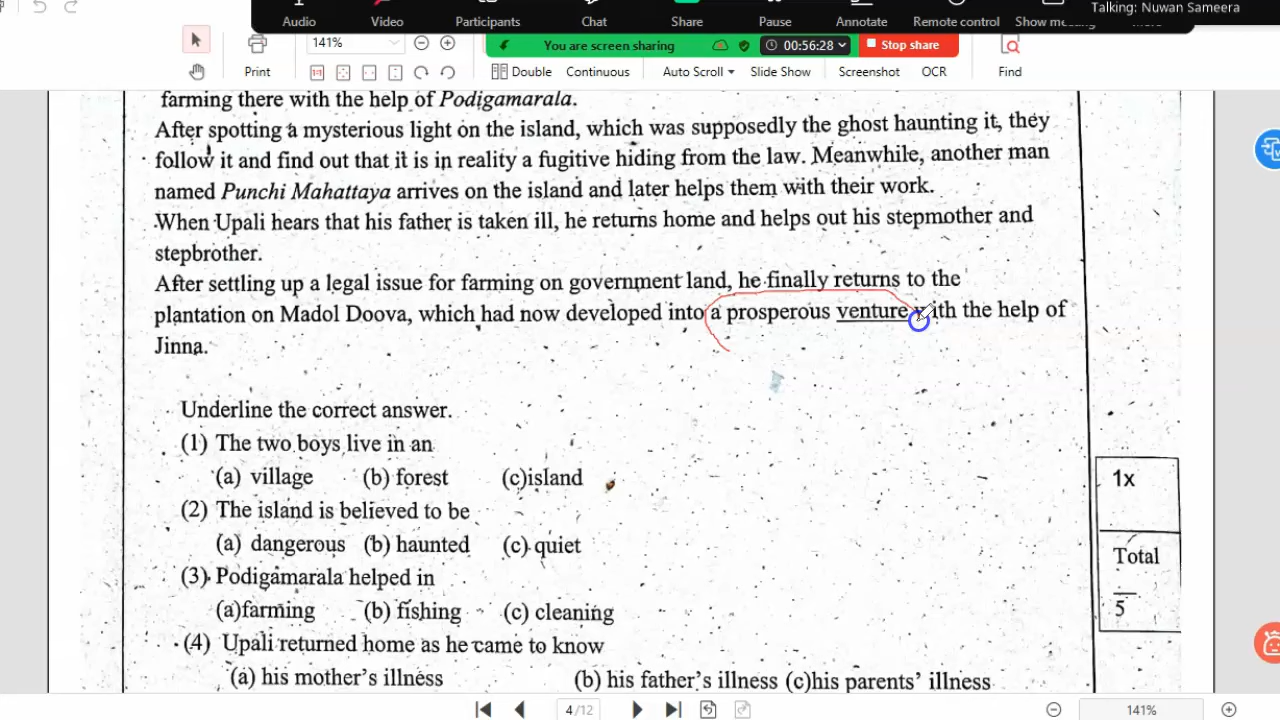 Talking: Nuwan Sameera
Audio Video Participants Chat Share Pause Annotate Remote control
141% You are screen sharing 00:56:28 Stop share
Print Double Continuous Auto Scroll Slide Show Screenshot OCR Find
farming there with the help of Podigamarala.
After spotting a mysterious light on the island, which was supposedly the ghost haunting it, they
follow it and find out that it is in reality a fugitive hiding from the law. Meanwhile, another man
named Punchi Mahattaya arrives on the island and later helps them with their work.
When Upali hears that his father is taken ill, he returns home and helps out his stepmother and
stepbrother.
After settling up a legal issue for farming on government land, he finally returns to the
plantation on Madol Doova, which had now developed into a prosperous venture with the help of
Jinna.
Underline the correct answer.
(1) The two boys live in an
(a) village (b) forest (c)island
(2) The island is believed to be
(a) dangerous (b) haunted (c) quiet
(3) Podigamarala helped in
(a)farming (b) fishing (c) cleaning
(4) Upali returned home as he came to know
(a) his mother's illness (b) his father's illness (c)his parents' illness
1x
Total
5
4 /12 141%